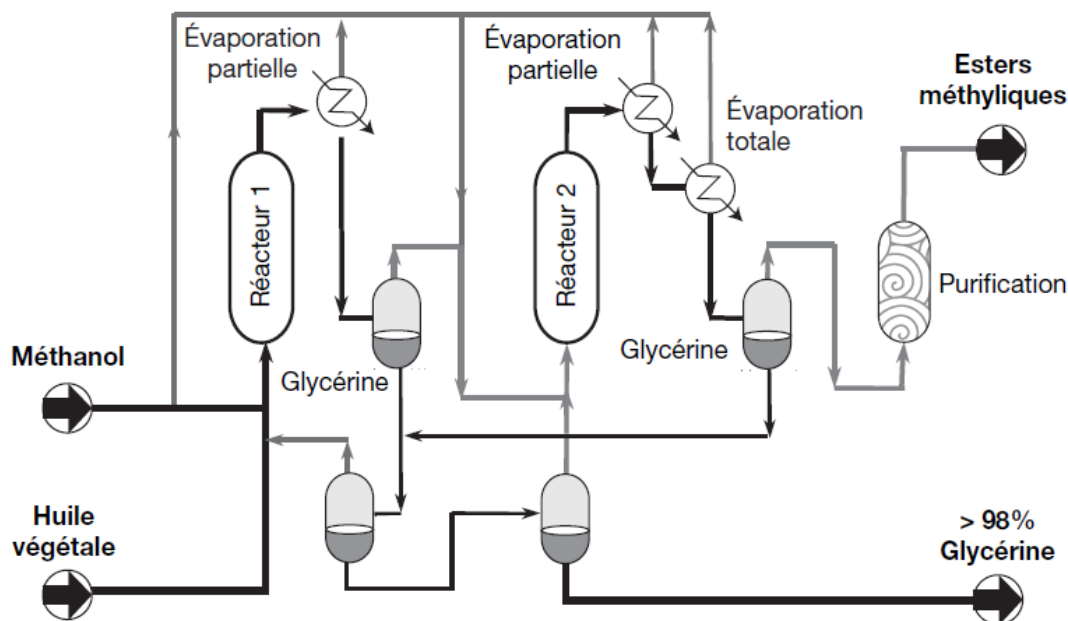 Évaporation
partielle
Évaporation
partielle
Esters
méthyliques
Évaporation
totale
Réacteur 1
Réacteur 2
Purification
Méthanol
Glycérine
Glycérine
Huile
végétale
> 98%
Glycérine